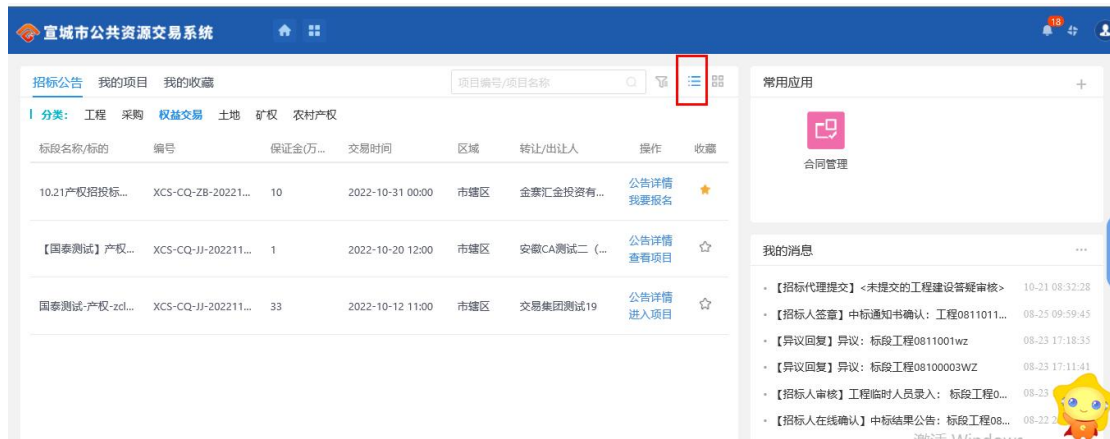 宣城市公共资源交易系统
18
招标公告 我的项目 我的收藏 项目编号/项目名称
分类： 工程 采购 权益交易 土地 矿权 农村产权
标段名称/标的 编号 保证金(万... 交易时间 区域 转让/出让人 操作 收藏
10.21产权招投标... XCS-CQ-ZB-20221... 10 2022-10-31 00:00 市辖区 金寨汇金投资有... 公告详情
我要报名
【国泰测试】产权... XCS-CQ-JJ-202211... 1 2022-10-20 12:00 市辖区 安徽CA测试二（... 公告详情
查看项目
国泰测试-产权-zcl... XCS-CQ-JJ-202211... 33 2022-10-12 11:00 市辖区 交易集团测试19 公告详情
进入项目
常用应用
合同管理
我的消息
【招标代理提交】<未提交的工程建设答疑审核> 10-21 08:32:28
【招标人签章】中标通知书确认：工程0811011... 08-25 09:59:45
【异议回复】异议：标段工程0811001wz 08-23 17:18:35
【异议回复】异议：标段工程08100003WZ 08-23 17:11:41
【招标人审核】工程临时人员录入： 标段工程0... 08-23
【招标人在线确认】中标结果公告：标段工程08... 08-22
激活 Windows